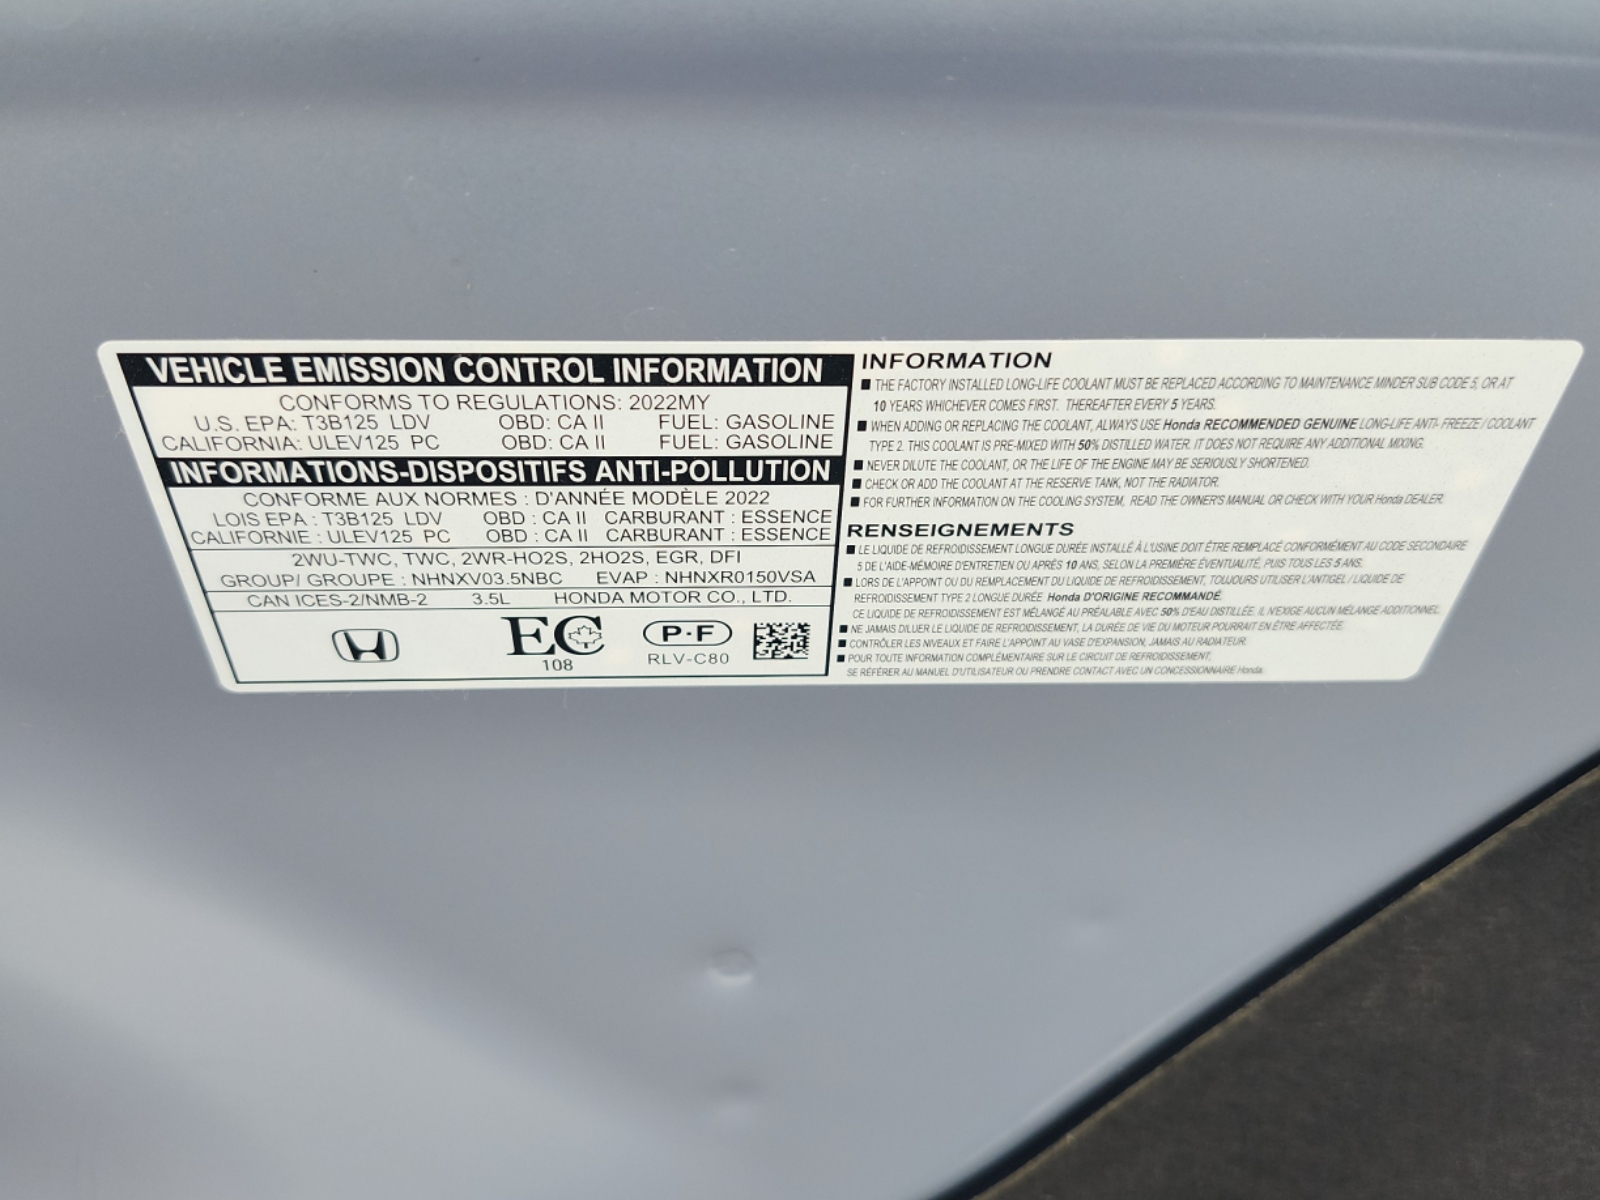 VEHICLE EMISSION CONTROL INFORMATION
CONFORMS TO REGULATIONS: 2022MY
U.S. EPA: T3B125 LDV OBD: CA II FUEL: GASOLINE
CALIFORNIA: ULEV125 PC OBD: CA II FUEL: GASOLINE
INFORMATIONS-DISPOSITIFS ANTI-POLLUTION
CONFORME AUX NORMES : D'ANNÉE MODÈLE 2022
LOIS EPA : T3B125 LDV OBD : CA II CARBURANT : ESSENCE
CALIFORNIE : ULEV125 PC OBD : CA II CARBURANT : ESSENCE
2WU-TWC, TWC, 2WR-HO2S, 2HO2S, EGR, DFI
GROUP/ GROUPE : NHNXV03.5NBC EVAP : NHNXR0150VSA
CAN ICES-2/NMB-2 3.5L HONDA MOTOR CO., LTD.
EC
108
P·F
RLV-C80
INFORMATION
■ THE FACTORY INSTALLED LONG-LIFE COOLANT MUST BE REPLACED ACCORDING TO MAINTENANCE MINDER SUB CODE 5, OR AT
10 YEARS WHICHEVER COMES FIRST. THEREAFTER EVERY 5 YEARS.
■ WHEN ADDING OR REPLACING THE COOLANT, ALWAYS USE Honda RECOMMENDED GENUINE LONG-LIFE ANTI- FREEZE / COOLANT
TYPE 2. THIS COOLANT IS PRE-MIXED WITH 50% DISTILLED WATER. IT DOES NOT REQUIRE ANY ADDITIONAL MIXING.
■ NEVER DILUTE THE COOLANT, OR THE LIFE OF THE ENGINE MAY BE SERIOUSLY SHORTENED.
■ CHECK OR ADD THE COOLANT AT THE RESERVE TANK, NOT THE RADIATOR.
■ FOR FURTHER INFORMATION ON THE COOLING SYSTEM, READ THE OWNER'S MANUAL OR CHECK WITH YOUR Honda DEALER.
RENSEIGNEMENTS
■ LE LIQUIDE DE REFROIDISSEMENT LONGUE DURÉE INSTALLÉ À L'USINE DOIT ÊTRE REMPLACÉ CONFORMÉMENT AU CODE SECONDAIRE
5 DE L'AIDE-MÉMOIRE D'ENTRETIEN OU APRÈS 10 ANS, SELON LA PREMIÈRE ÉVENTUALITÉ, PUIS TOUS LES 5 ANS.
■ LORS DE L'APPOINT OU DU REMPLACEMENT DU LIQUIDE DE REFROIDISSEMENT, TOUJOURS UTILISER L'ANTIGEL / LIQUIDE DE
REFROIDISSEMENT TYPE 2 LONGUE DURÉE Honda D'ORIGINE RECOMMANDÉ.
CE LIQUIDE DE REFROIDISSEMENT EST MÉLANGÉ AU PRÉALABLE AVEC 50% D'EAU DISTILLÉE. IL N'EXIGE AUCUN MÉLANGE ADDITIONNEL.
■ NE JAMAIS DILUER LE LIQUIDE DE REFROIDISSEMENT, LA DURÉE DE VIE DU MOTEUR POURRAIT EN ÊTRE AFFECTÉE.
■ CONTRÔLER LES NIVEAUX ET FAIRE L'APPOINT AU VASE D'EXPANSION, JAMAIS AU RADIATEUR.
■ POUR TOUTE INFORMATION COMPLÉMENTAIRE SUR LE CIRCUIT DE REFROIDISSEMENT,
SE RÉFÉRER AU MANUEL D'UTILISATEUR OU PRENDRE CONTACT AVEC UN CONCESSIONNAIRE Honda.